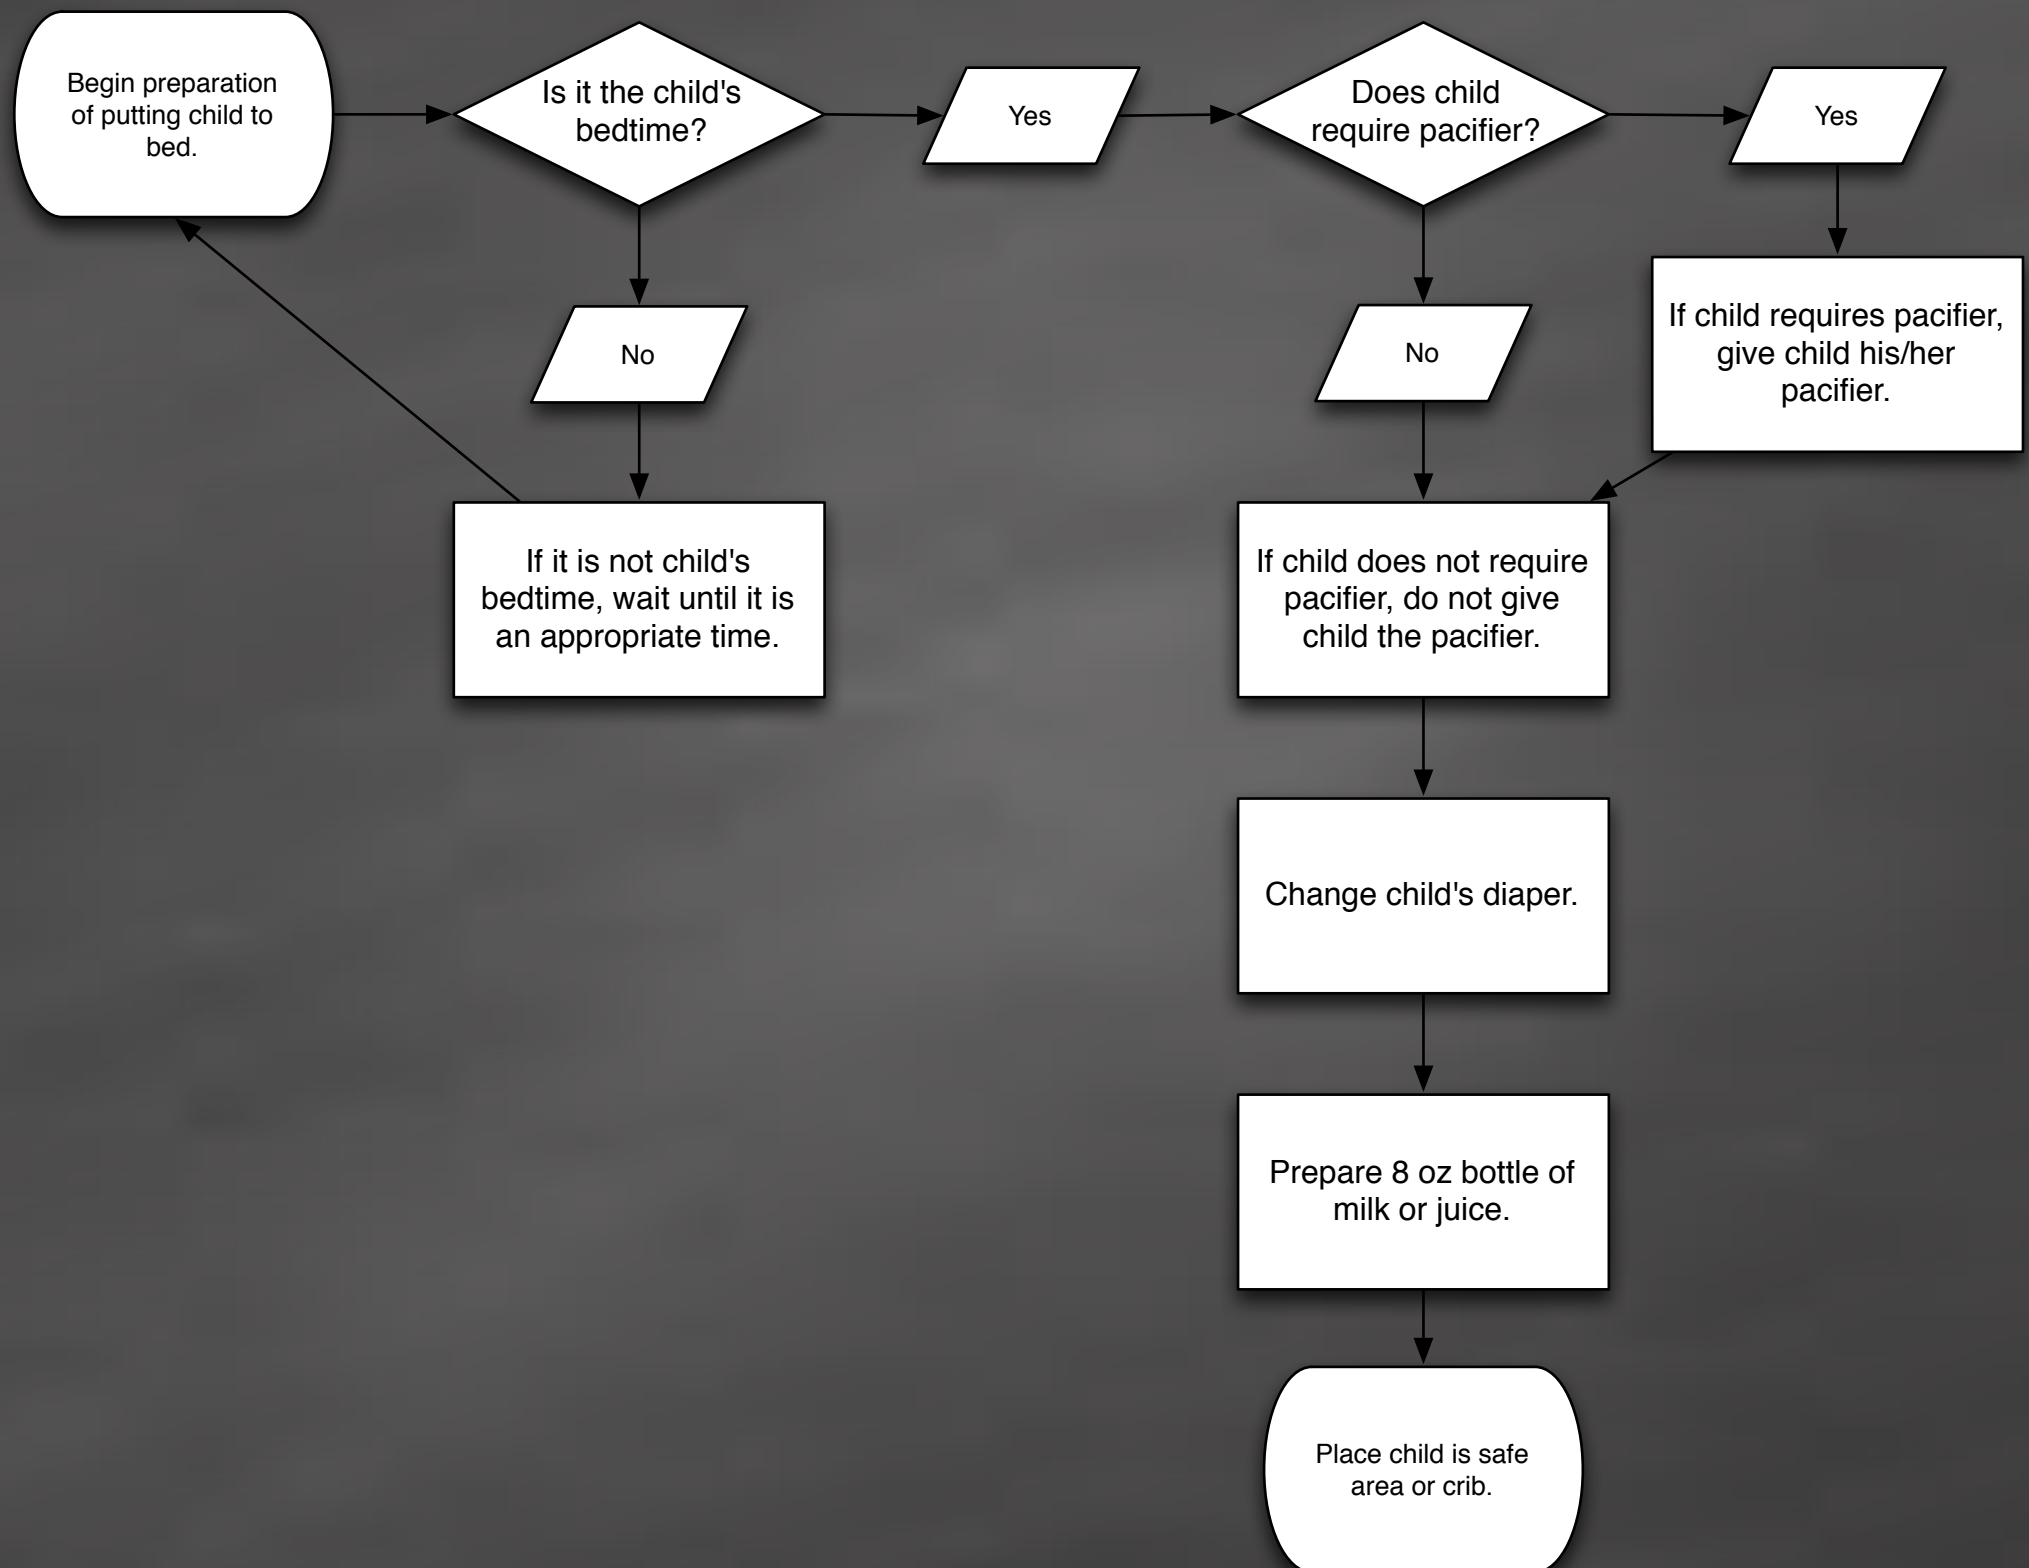 Begin preparation
of putting child to
bed.
Is it the child's
bedtime?
Yes
Does child
require pacifier?
Yes
No
If it is not child's
bedtime, wait until it is
an appropriate time.
No
If child requires pacifier,
give child his/her
pacifier.
If child does not require
pacifier, do not give
child the pacifier.
Change child's diaper.
Prepare 8 oz bottle of
milk or juice.
Place child is safe
area or crib.